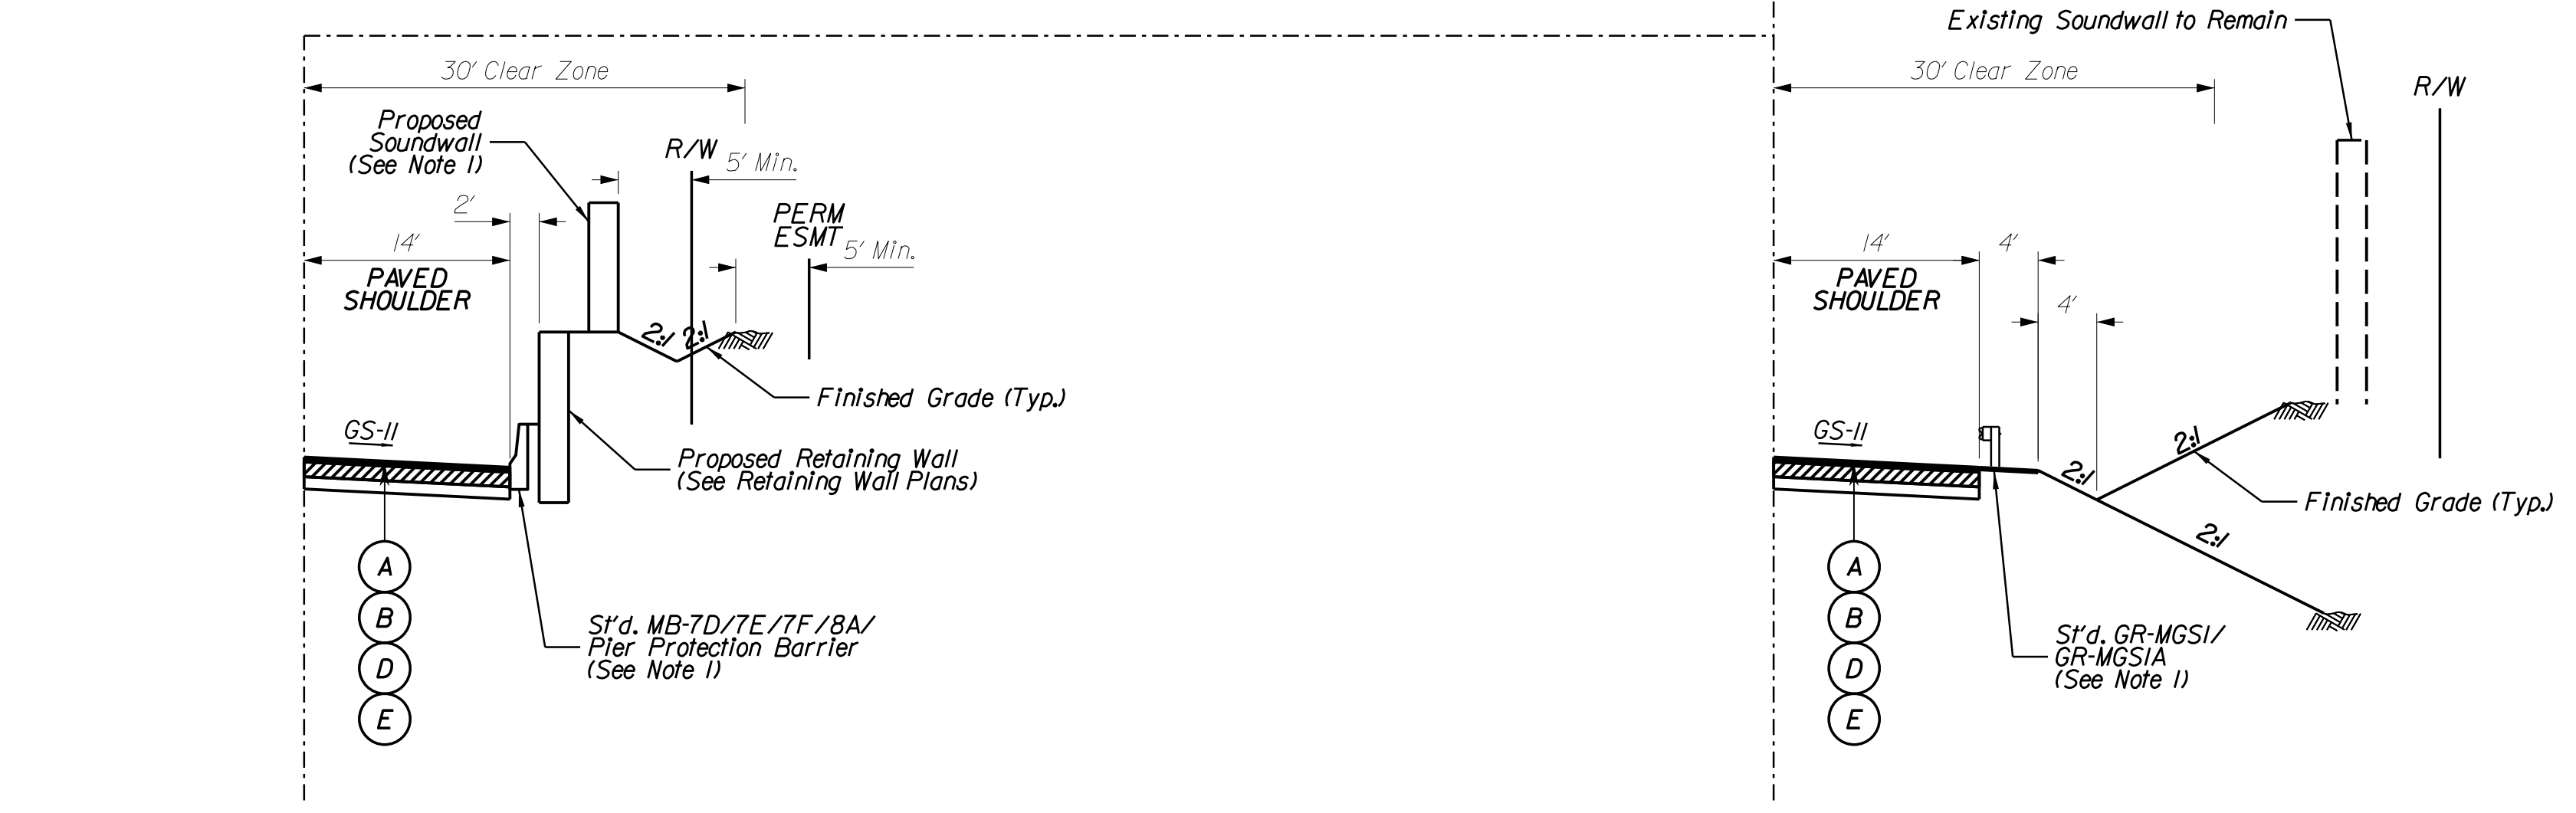 30' Clear Zone
Proposed
Soundwall
(See Note 1)
R/W
5' Min.
2'
PERM
ESMT
5' Min.
14'
PAVED
SHOULDER
2:1
2:1
Finished Grade (Typ.)
GS-11
Proposed Retaining Wall
(See Retaining Wall Plans)
A
B
D
E
St'd. MB-7D/7E/7F/8A/
Pier Protection Barrier
(See Note 1)
Existing Soundwall to Remain
30' Clear Zone
R/W
14'
4'
PAVED
SHOULDER
4'
GS-11
2:1
2:1
Finished Grade (Typ.)
2:1
A
B
D
E
St'd. GR-MGS1/
GR-MGS1A
(See Note 1)